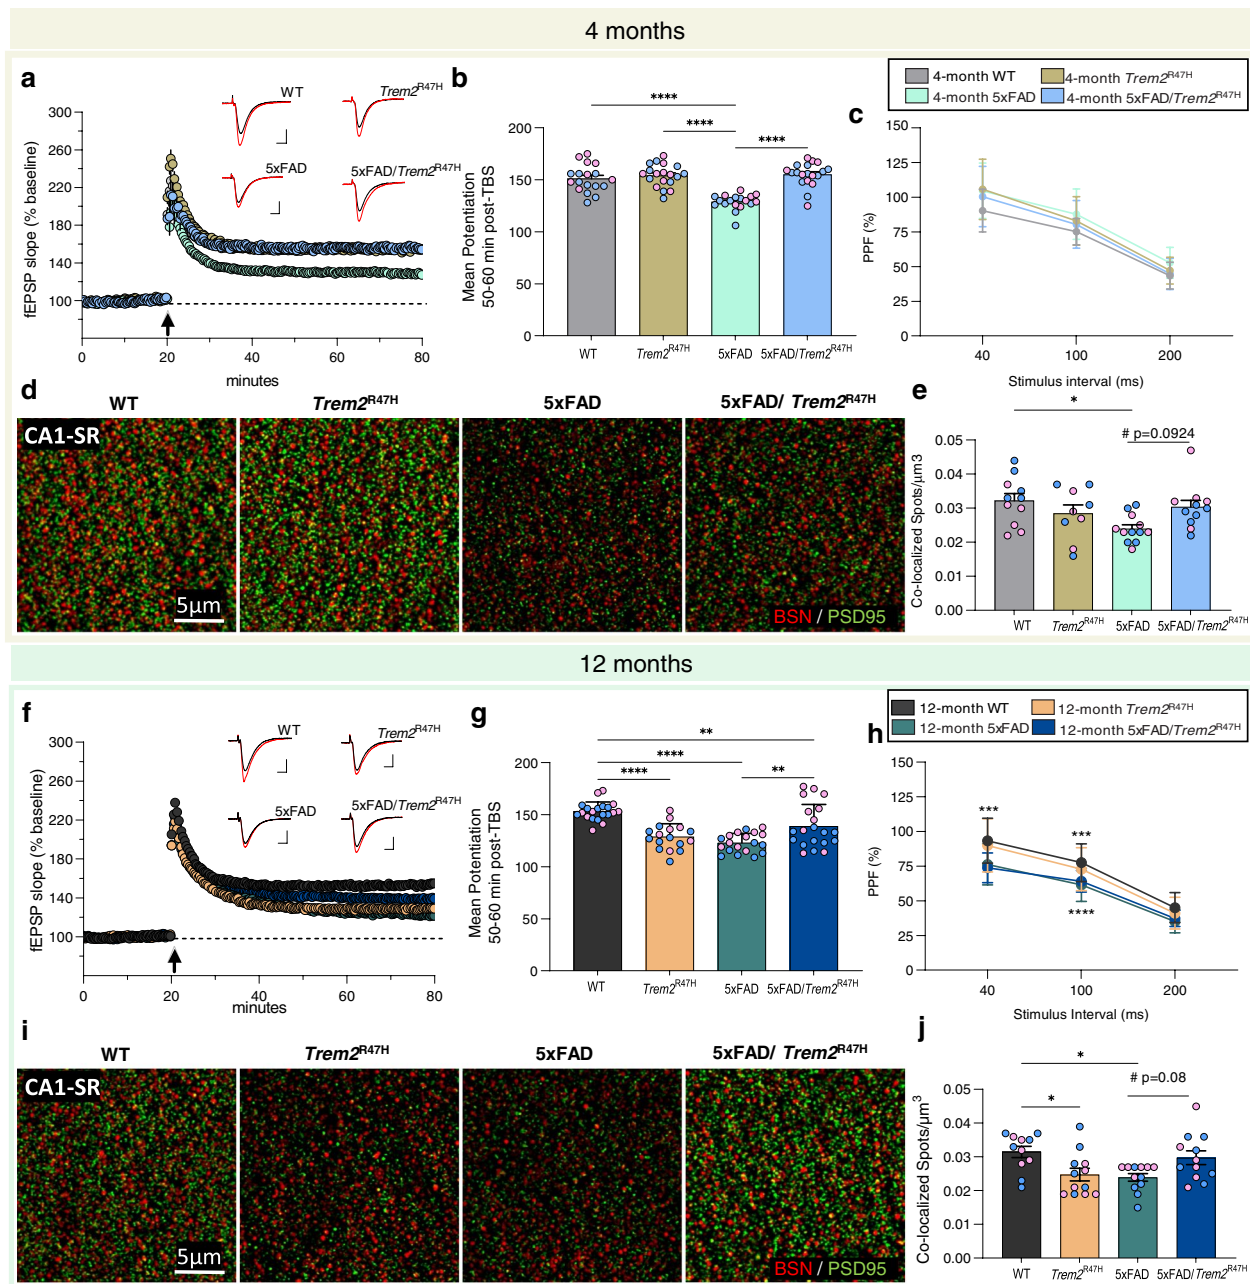 4 months
a
300
260
220
180
140
100
0
20
40
60
80
fEPSP slope (% baseline)
minutes
WT
Trem2R47H
5xFAD
5xFAD/Trem2R47H
b
****
****
****
200
150
100
50
0
Mean Potentiation
50-60 min post-TBS
WT
Trem2R47H
5xFAD
5xFAD/Trem2R47H
4-month WT
4-month Trem2R47H
4-month 5xFAD
4-month 5xFAD/Trem2R47H
c
150
125
100
75
50
25
0
PPF (%)
40
100
200
Stimulus interval (ms)
d
WT
Trem2R47H
5xFAD
5xFAD/ Trem2R47H
CA1-SR
5μm
BSN / PSD95
e
*
# p=0.0924
0.05
0.04
0.03
0.02
0.01
0.00
Co-localized Spots/μm3
WT
Trem2R47H
5xFAD
5xFAD/Trem2R47H
12 months
f
300
260
220
180
140
100
0
20
40
60
80
fEPSP slope (% baseline)
minutes
WT
Trem2R47H
5xFAD
5xFAD/Trem2R47H
g
**
****
****
**
200
150
100
50
0
Mean Potentiation
50-60 min post-TBS
WT
Trem2R47H
5xFAD
5xFAD/Trem2R47H
12-month WT
12-month Trem2R47H
12-month 5xFAD
12-month 5xFAD/Trem2R47H
h
150
125
100
75
50
25
0
PPF (%)
***
***
****
40
100
200
Stimulus Interval (ms)
i
WT
Trem2R47H
5xFAD
5xFAD/ Trem2R47H
CA1-SR
5μm
BSN / PSD95
j
*
# p=0.08
*
0.05
0.04
0.03
0.02
0.01
0.00
Co-localized Spots/μm³
WT
Trem2R47H
5xFAD
5xFAD/Trem2R47H